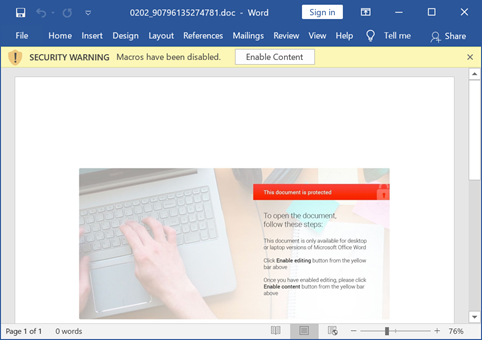 0202_90796135274781.doc - Word
Sign in
File Home Insert Design Layout References Mailings Review View Help Tell me Share
SECURITY WARNING Macros have been disabled. Enable Content
This document is protected
To open the document,
follow these steps:
This document is only available for desktop
or laptop versions of Microsoft Office Word
Click Enable editing button from the yellow
bar above
Once you have enabled editing, please click
Enable content button from the yellow bar
above
Page 1 of 1 0 words
76%